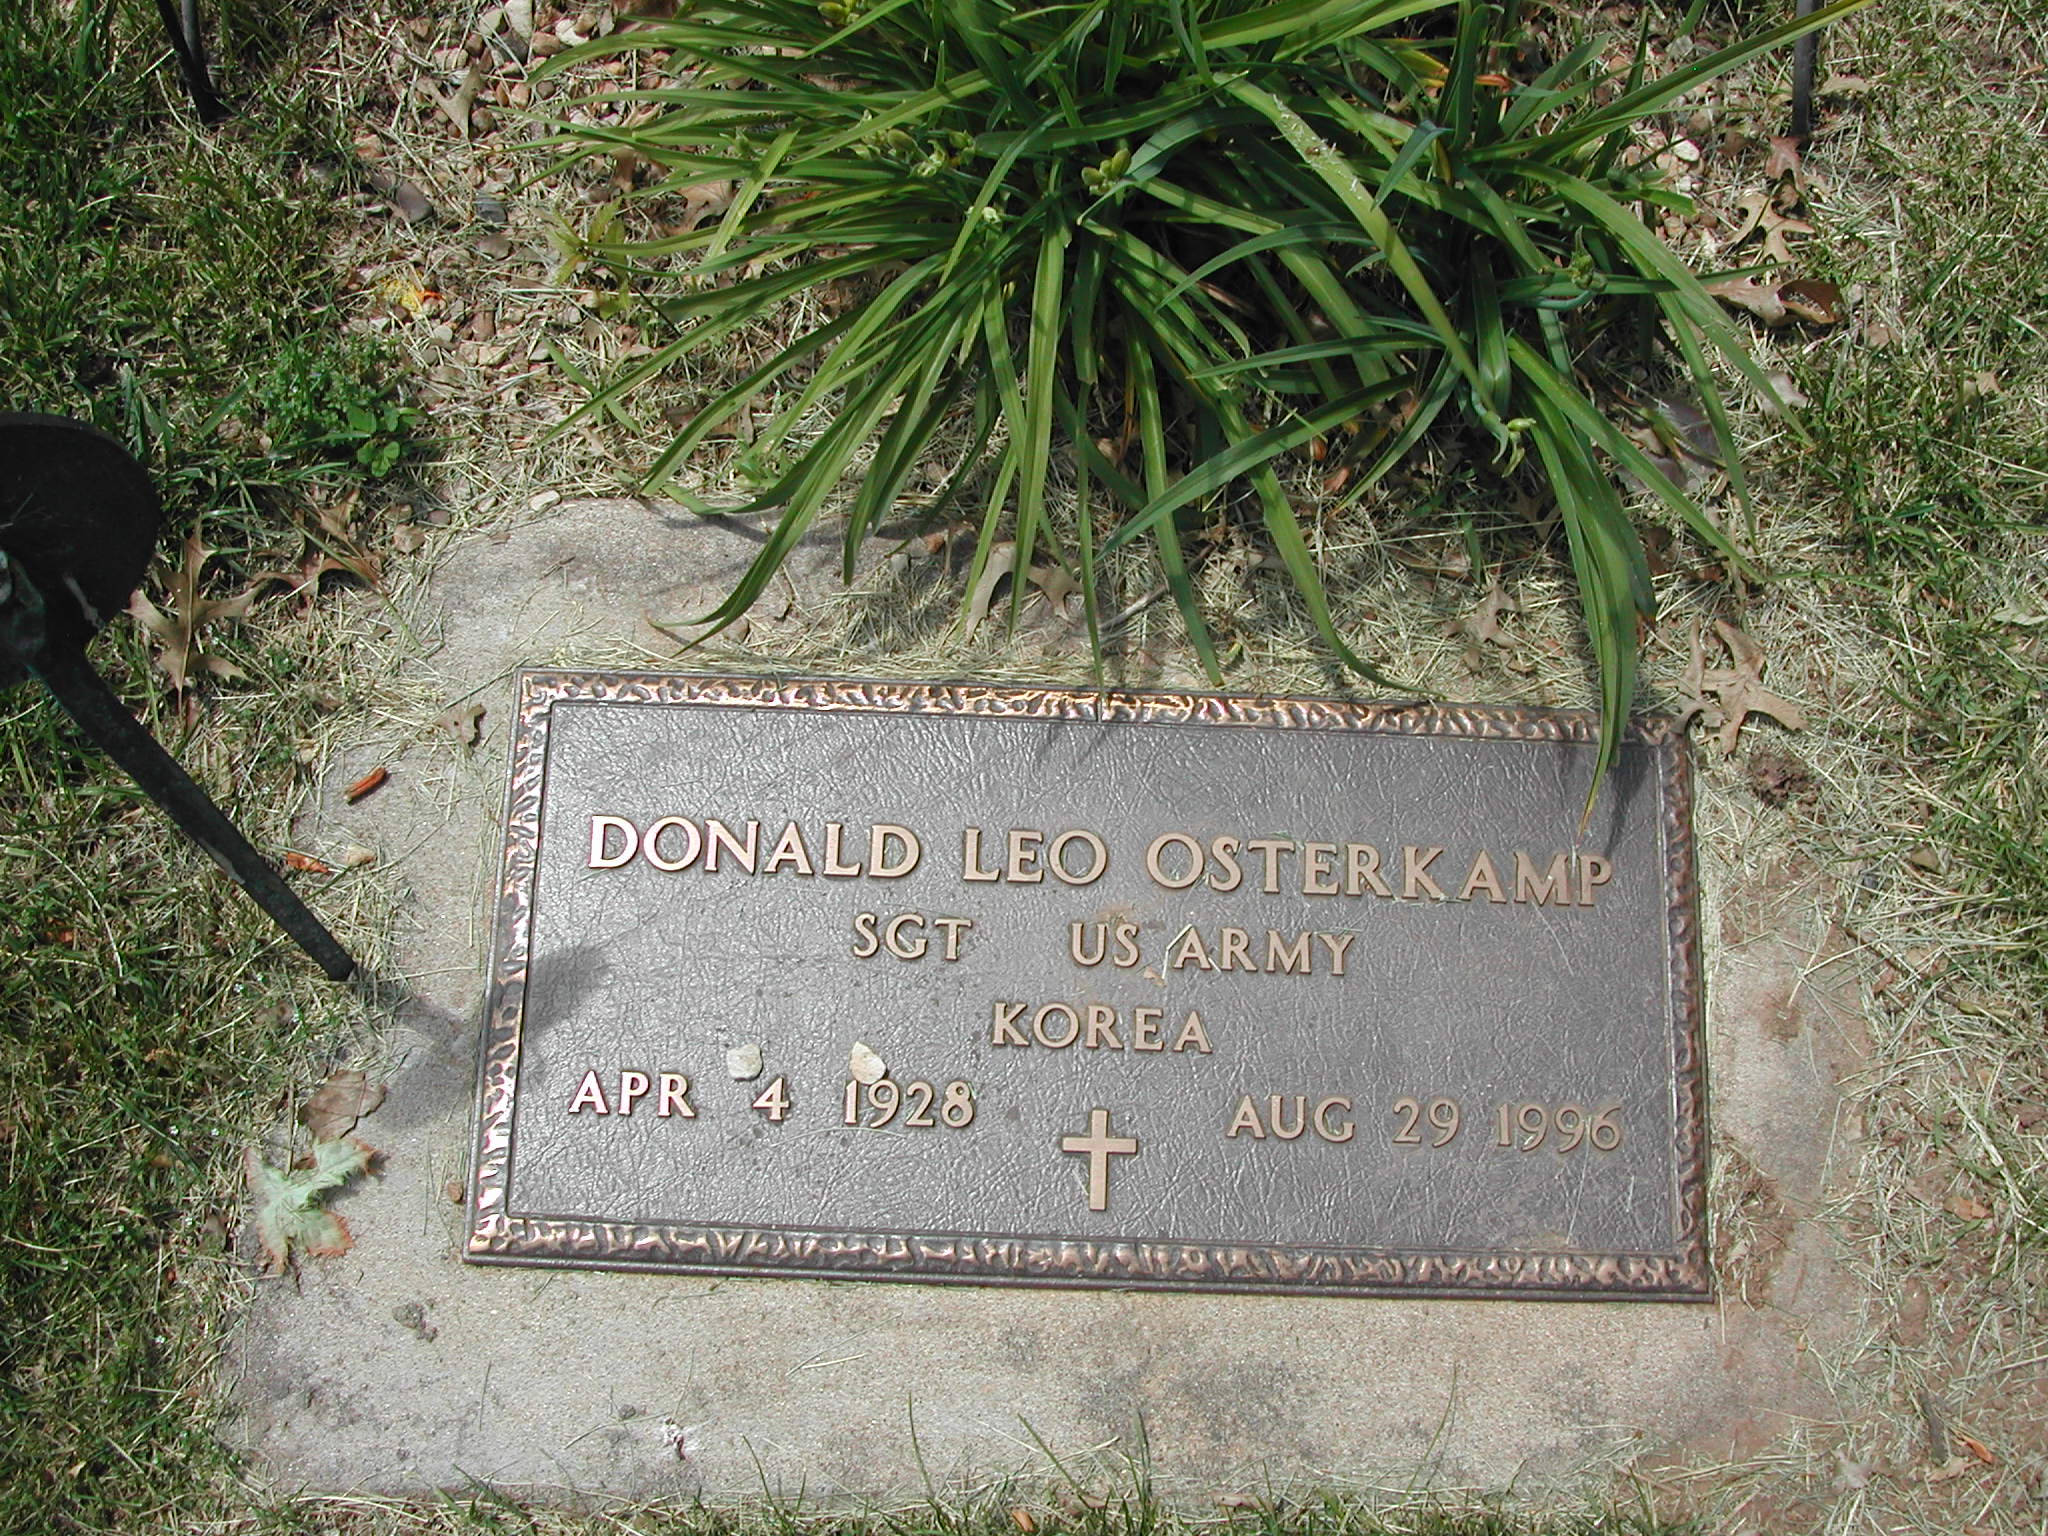 DONALD LEO OSTERKAMP
SGT US ARMY
KOREA
APR 4 1928 AUG 29 1996